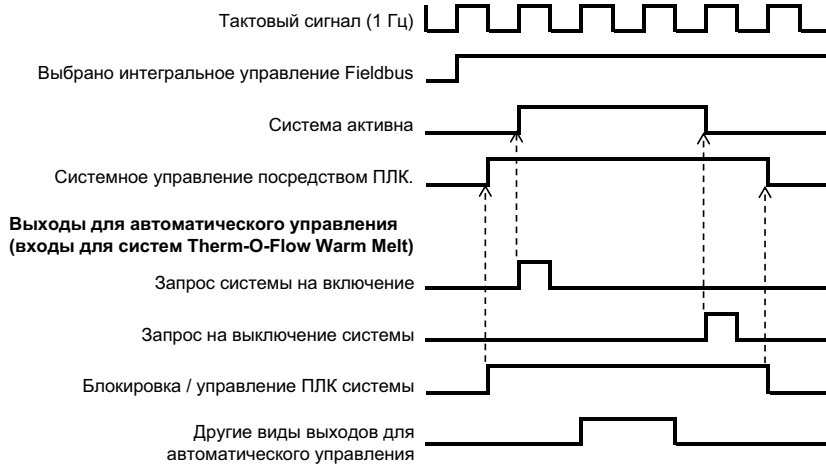 Тактовый сигнал (1 Гц)
Выбрано интегральное управление Fieldbus
Система активна
Системное управление посредством ПЛК.
Выходы для автоматического управления
(входы для систем Therm-O-Flow Warm Melt)
Запрос системы на включение
Запрос на выключение системы
Блокировка / управление ПЛК системы
Другие виды выходов для
автоматического управления